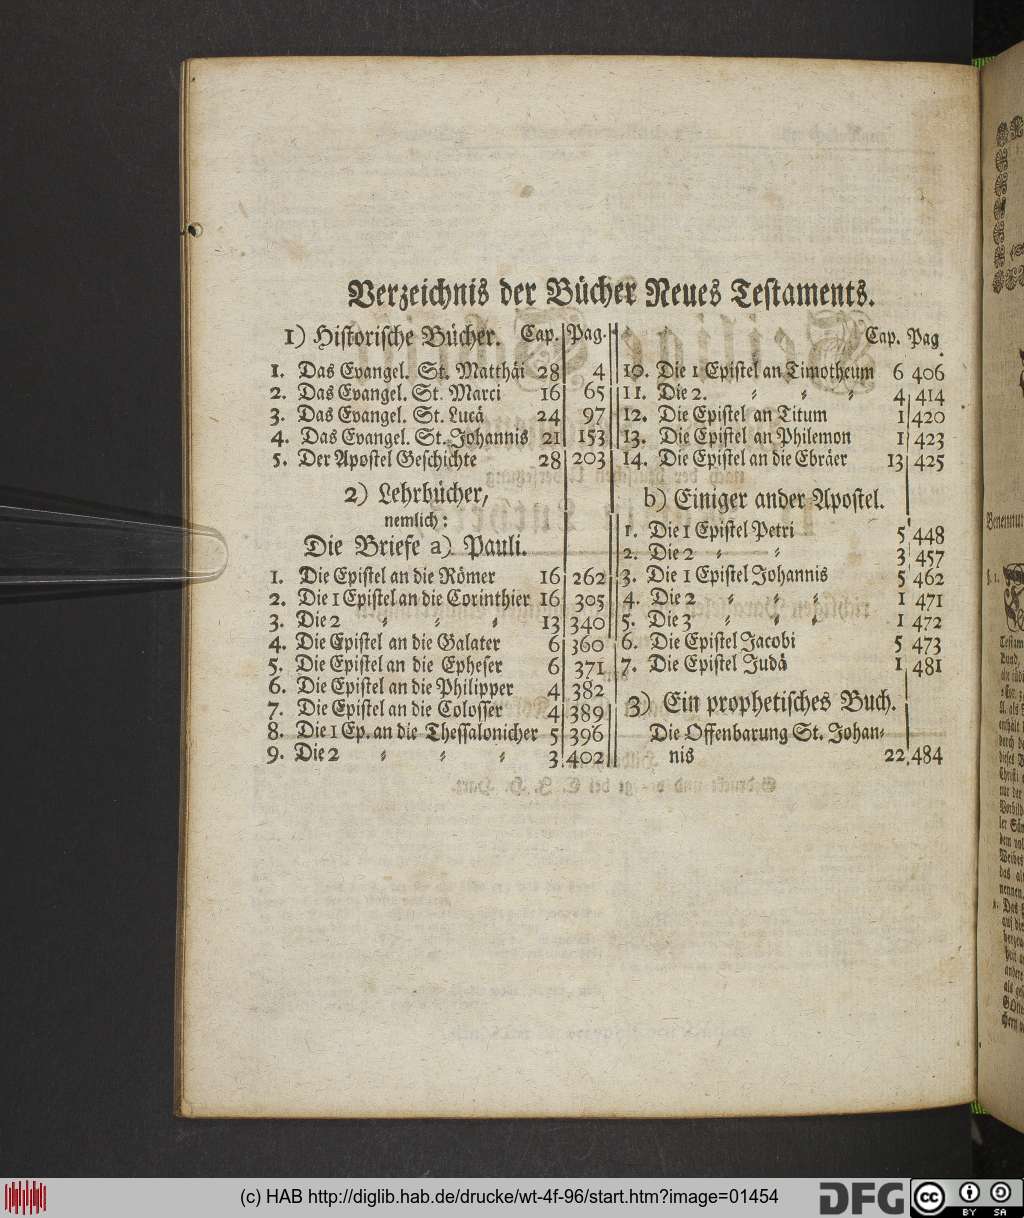 Verzeichnis der Bücher Neues Testaments.
1) Historische Bücher. Cap. Pag.
1. Das Evangel. St. Matthäi 28 4
2. Das Evangel. St. Marci 16 65
3. Das Evangel. St. Lucä 24 97
4. Das Evangel. St. Johannis 21 153
5. Der Apostel Geschichte 28 203
2) Lehrbücher,
nemlich:
Die Briefe a) Pauli.
1. Die Epistel an die Römer 16 262
2. Die 1 Epistel an die Corinthier 16 305
3. Die 2 = = = 13 340
4. Die Epistel an die Galater 6 360
5. Die Epistel an die Epheser 6 371
6. Die Epistel an die Philipper 4 382
7. Die Epistel an die Colosser 4 389
8. Die 1 Ep. an die Thessalonicher 5 396
9. Die 2 = = = 3 402
Cap. Pag
10. Die 1 Epistel an Timotheum 6 406
11. Die 2. = = = 4 414
12. Die Epistel an Titum 1 420
13. Die Epistel an Philemon 1 423
14. Die Epistel an die Ebräer 13 425
b) Einiger ander Apostel.
1. Die 1 Epistel Petri 5 448
2. Die 2 = = 3 457
3. Die 1 Epistel Johannis 5 462
4. Die 2 = = = 1 471
5. Die 3 = = = 1 472
6. Die Epistel Jacobi 5 473
7. Die Epistel Judä 1 481
3) Ein prophetisches Buch.
Die Offenbarung St. Johan=
nis 22 484
(c) HAB http://diglib.hab.de/drucke/wt-4f-96/start.htm?image=01454
DFG cc BY SA